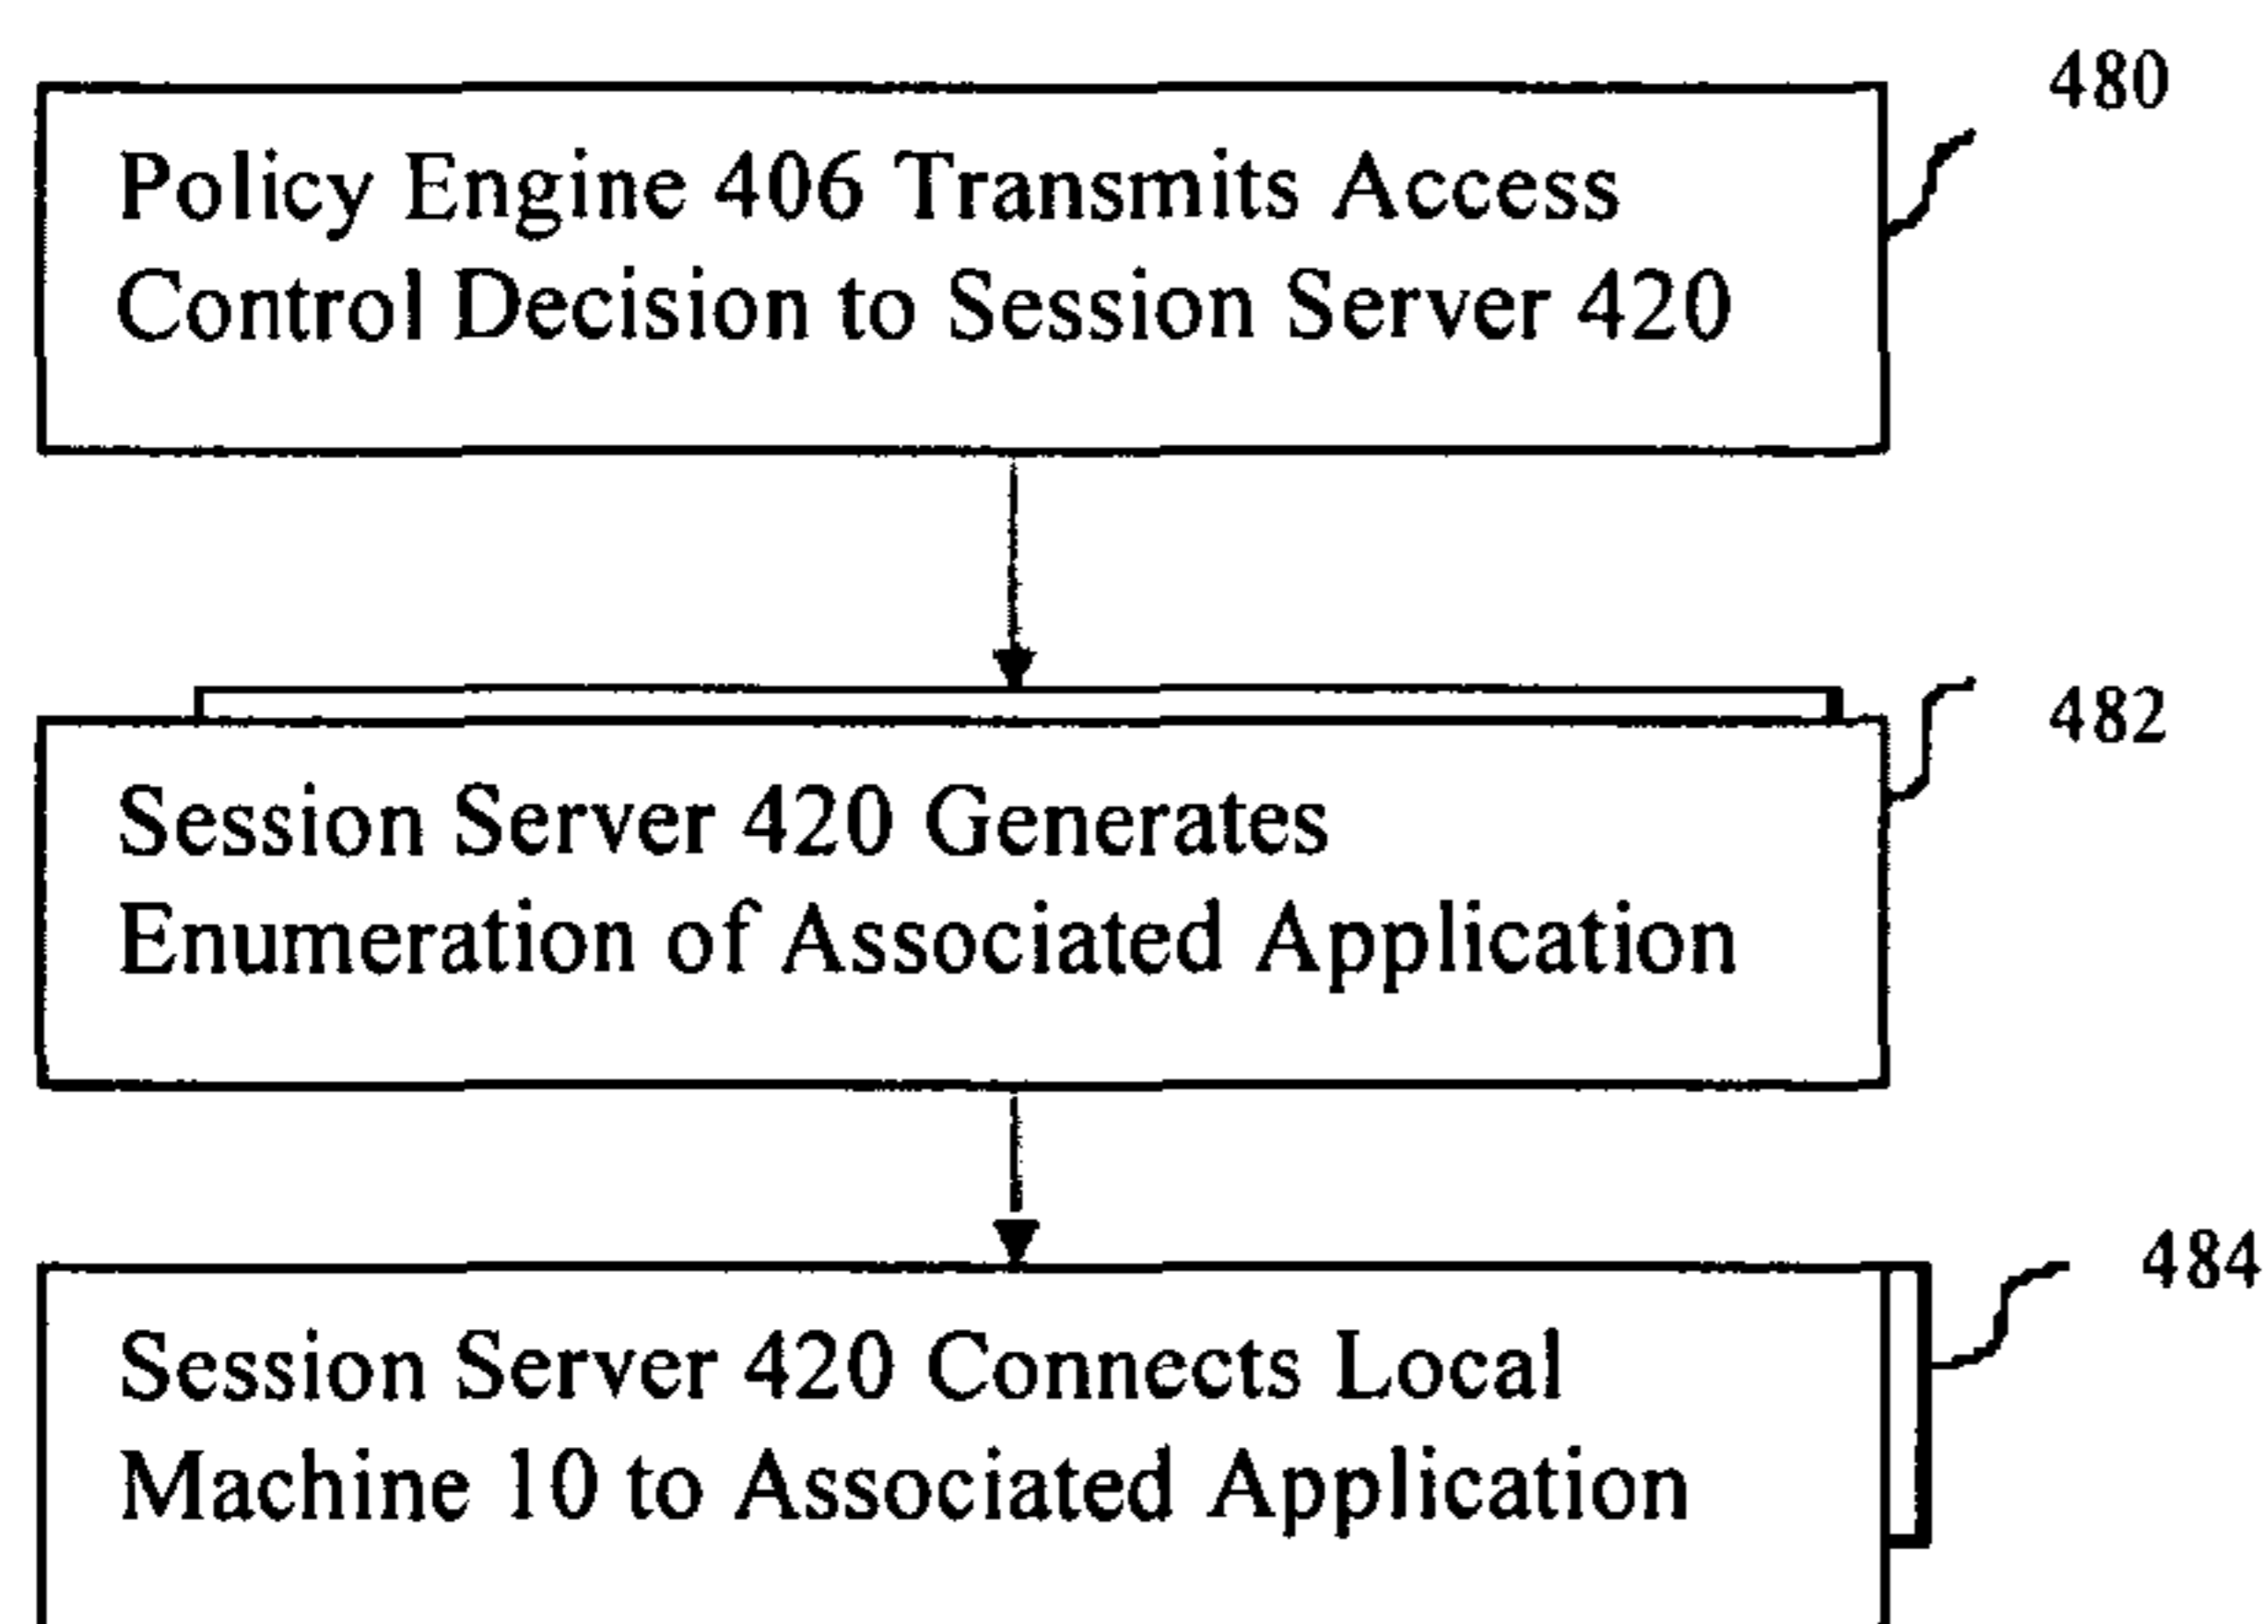 480
Policy Engine 406 Transmits Access
Control Decision to Session Server 420
482
Session Server 420 Generates
Enumeration of Associated Application
484
Session Server 420 Connects Local
Machine 10 to Associated Application